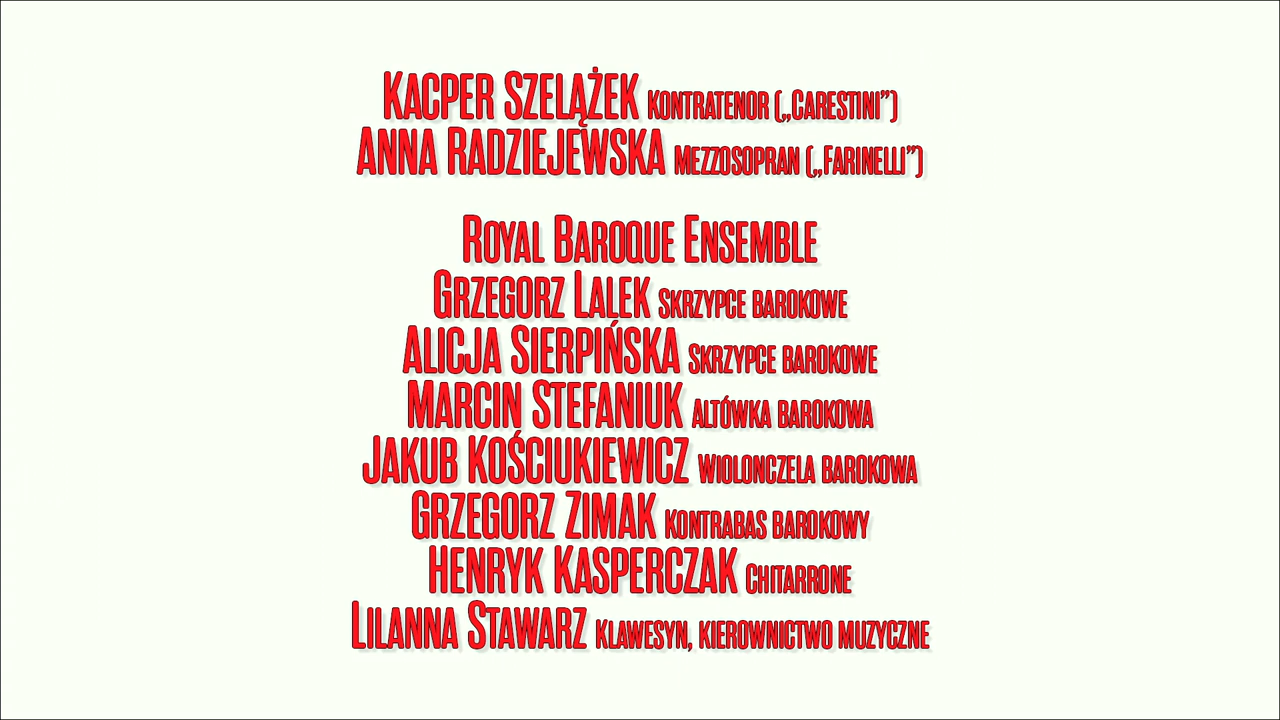 KACPER SZELĄŻEK KONTRATENOR („CARESTINI”)
ANNA RADZIEJEWSKA MEZZOSOPRAN („FARINELLI”)
ROYAL BAROQUE ENSEMBLE
GRZEGORZ LALEK SKRZYPCE BAROKOWE
ALICJA SIERPIŃSKA SKRZYPCE BAROKOWE
MARCIN STEFANIUK ALTÓWKA BAROKOWA
JAKUB KOŚCIUKIEWICZ WIOLONCZELA BAROKOWA
GRZEGORZ ZIMAK KONTRABAS BAROKOWY
HENRYK KASPERCZAK CHITARRONE
LILANNA STAWARZ KLAWESYN, KIEROWNICTWO MUZYCZNE